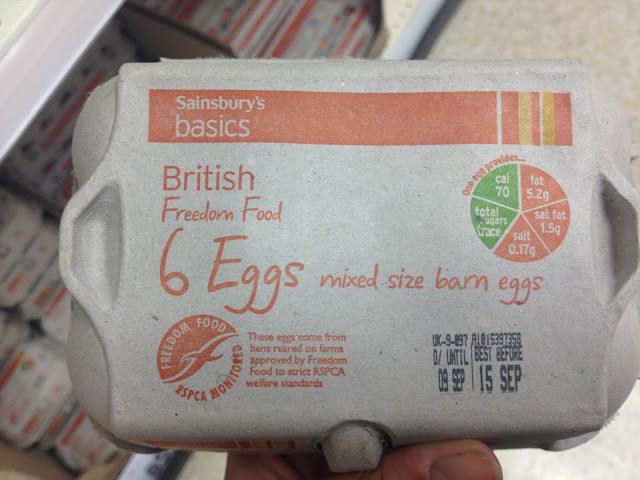 Sainsbury's
basics
British
Freedom Food
6 Eggs mixed size barn eggs
One egg provides...
cal
70
fat
5.2g
sat fat
1.5g
salt
0.17g
total
sugars
trace
FREEDOM FOOD
RSPCA MONITORED
These eggs come from
hens reared on farms
approved by Freedom
Food to strict RSPCA
welfare standards
UK-9-897 A1015397353
D/ UNTIL BEST BEFORE
09 SEP 15 SEP